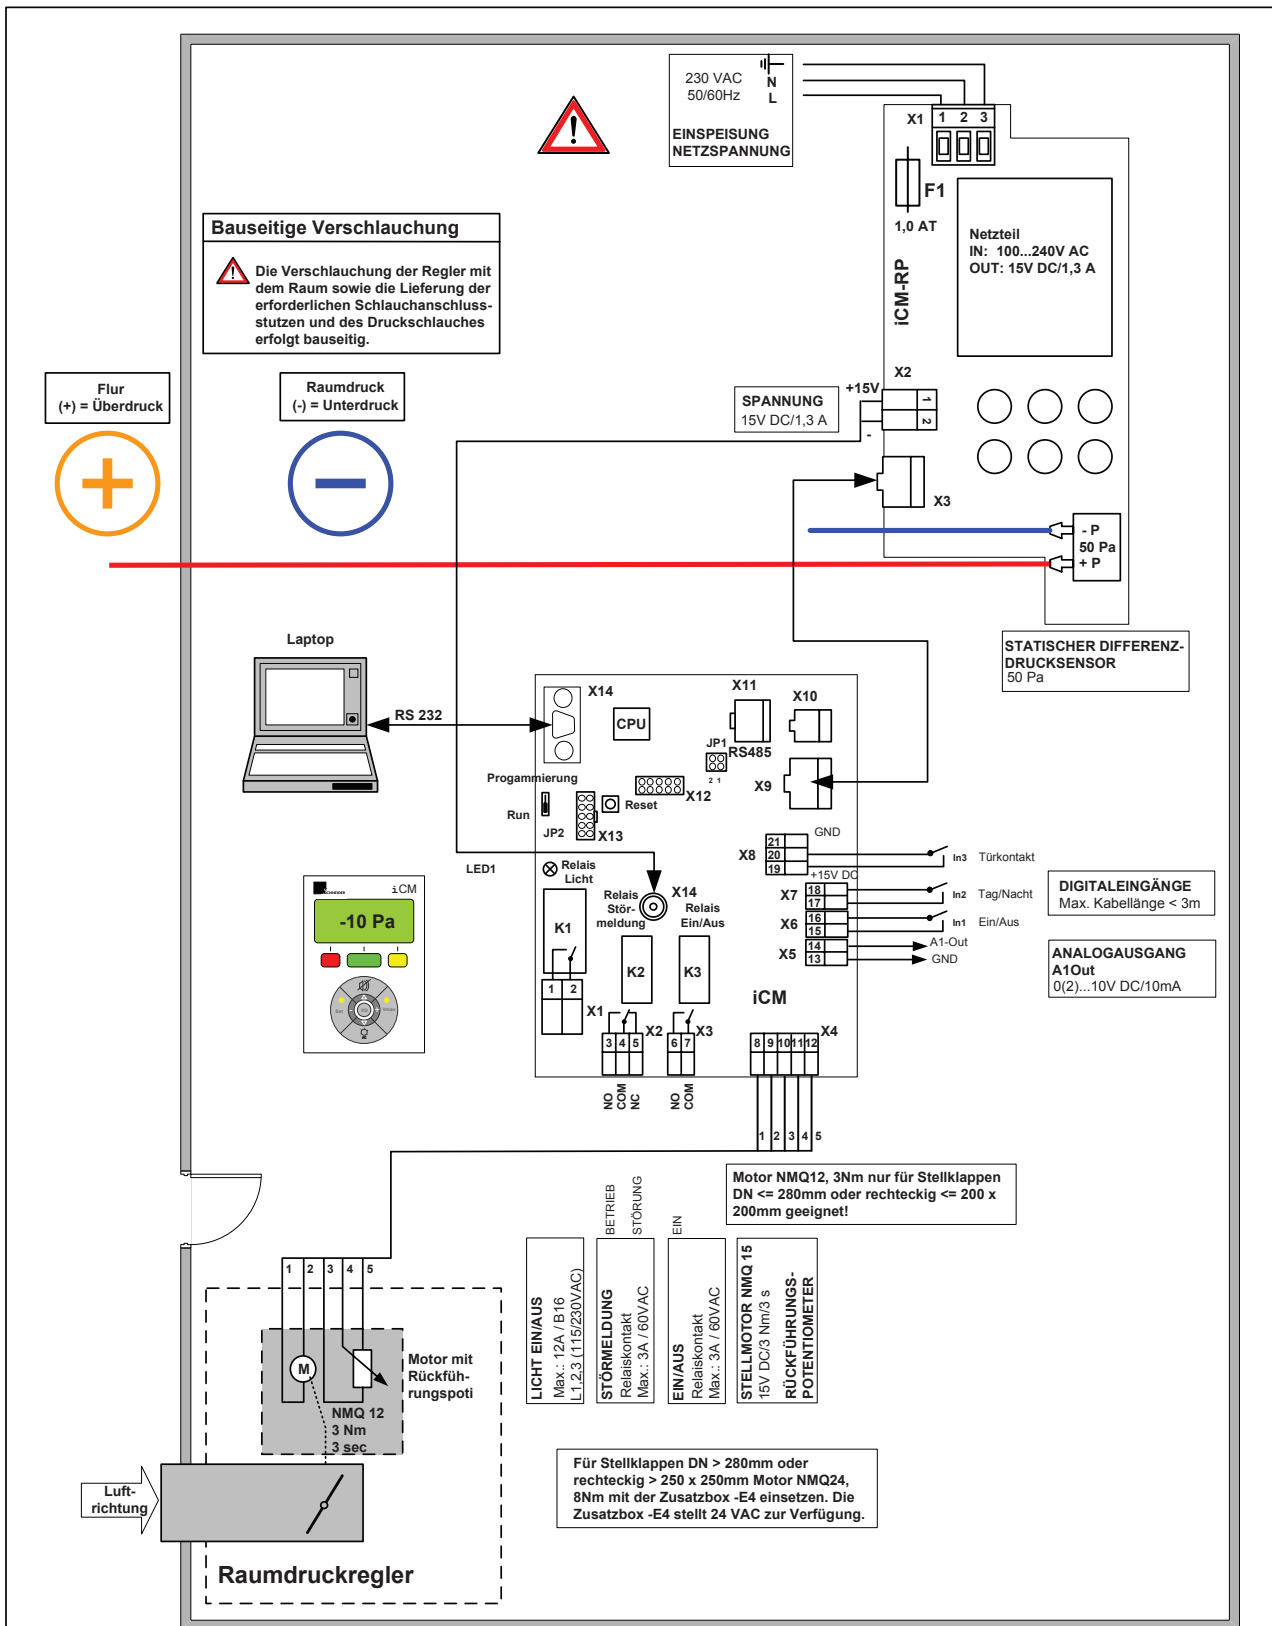 230 VAC
50/60Hz
N
L
EINSPEISUNG
NETZSPANNUNG
X1
1 2 3
F1
1,0 AT
Netzteil
IN: 100...240V AC
OUT: 15V DC/1,3 A
iCM-RP
Bauseitige Verschlauchung
Die Verschlauchung der Regler mit
dem Raum sowie die Lieferung der
erforderlichen Schlauchanschluss-
stutzen und des Druckschlauches
erfolgt bauseitig.
Flur
(+) = Überdruck
Raumdruck
(-) = Unterdruck
SPANNUNG
15V DC/1,3 A
+15V
-
X2
1
2
X3
- P
50 Pa
+ P
STATISCHER DIFFERENZ-
DRUCKSENSOR
50 Pa
Laptop
RS 232
X14
CPU
X11
RS485
X10
JP1
2 1
X9
Progammierung
Run
JP2
X13
Reset
X12
LED1
Relais
Licht
K1
1 2
X1
Relais
Stör-
meldung
X14
Relais
Ein/Aus
K2
K3
X2
3 4 5
X3
6 7
NO
COM
NC
NO
COM
iCM
X8
21
20
19
GND
+15V DC
X7
18
17
X6
16
15
X5
14
13
In3 Türkontakt
In2 Tag/Nacht
In1 Ein/Aus
A1-Out
GND
DIGITALEINGÄNGE
Max. Kabellänge < 3m
ANALOGAUSGANG
A1Out
0(2)...10V DC/10mA
X4
8 9 10 11 12
1 2 3 4 5
iCM
-10 Pa
Motor NMQ12, 3Nm nur für Stellklappen
DN <= 280mm oder rechteckig <= 200 x
200mm geeignet!
BETRIEB
STÖRUNG
EIN
LICHT EIN/AUS
Max.: 12A / B16
L1,2,3 (115/230VAC)
STÖRMELDUNG
Relaiskontakt
Max.: 3A / 60VAC
EIN/AUS
Relaiskontakt
Max.: 3A / 60VAC
STELLMOTOR NMQ 15
15V DC/3 Nm/3 s
RÜCKFÜHRUNGS-
POTENTIOMETER
1 2 3 4 5
M
NMQ 12
3 Nm
3 sec
Motor mit
Rückfüh-
rungspoti
Luft-
richtung
Raumdruckregler
Für Stellklappen DN > 280mm oder
rechteckig > 250 x 250mm Motor NMQ24,
8Nm mit der Zusatzbox -E4 einsetzen. Die
Zusatzbox -E4 stellt 24 VAC zur Verfügung.